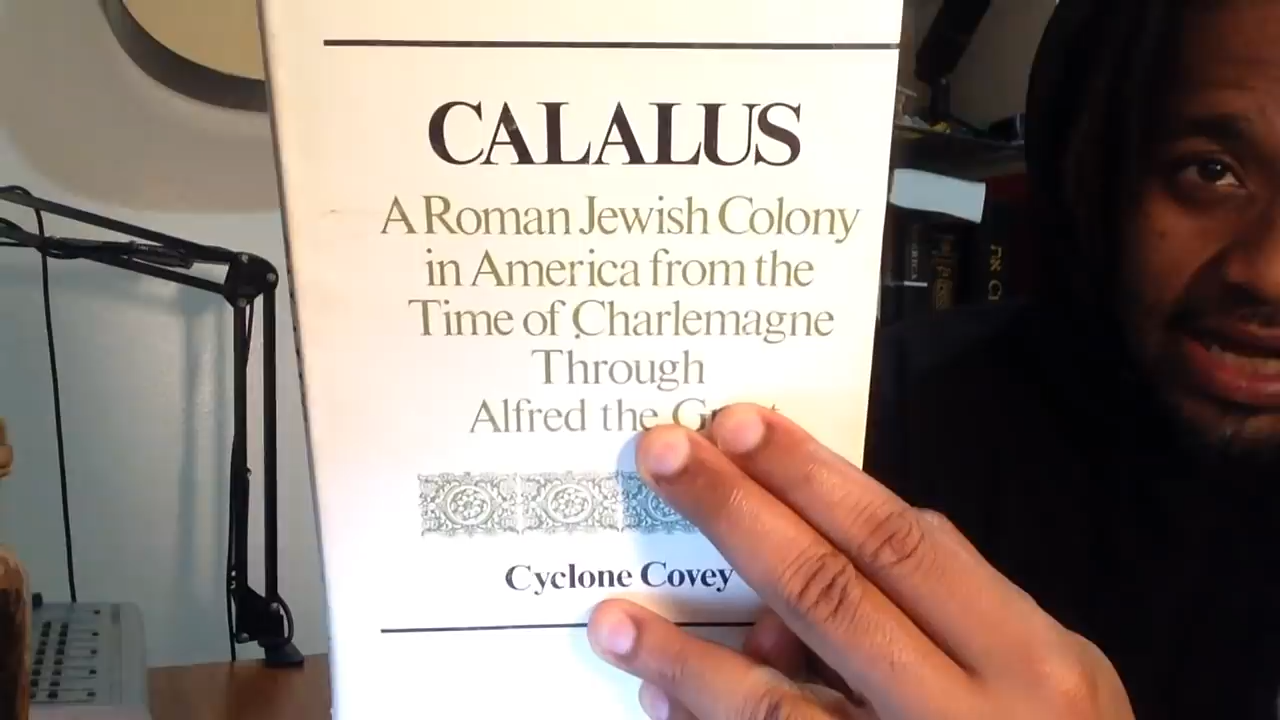 CALALUS
A Roman Jewish Colony
in America from the
Time of Charlemagne
Through
Alfred the
Cyclone Covey